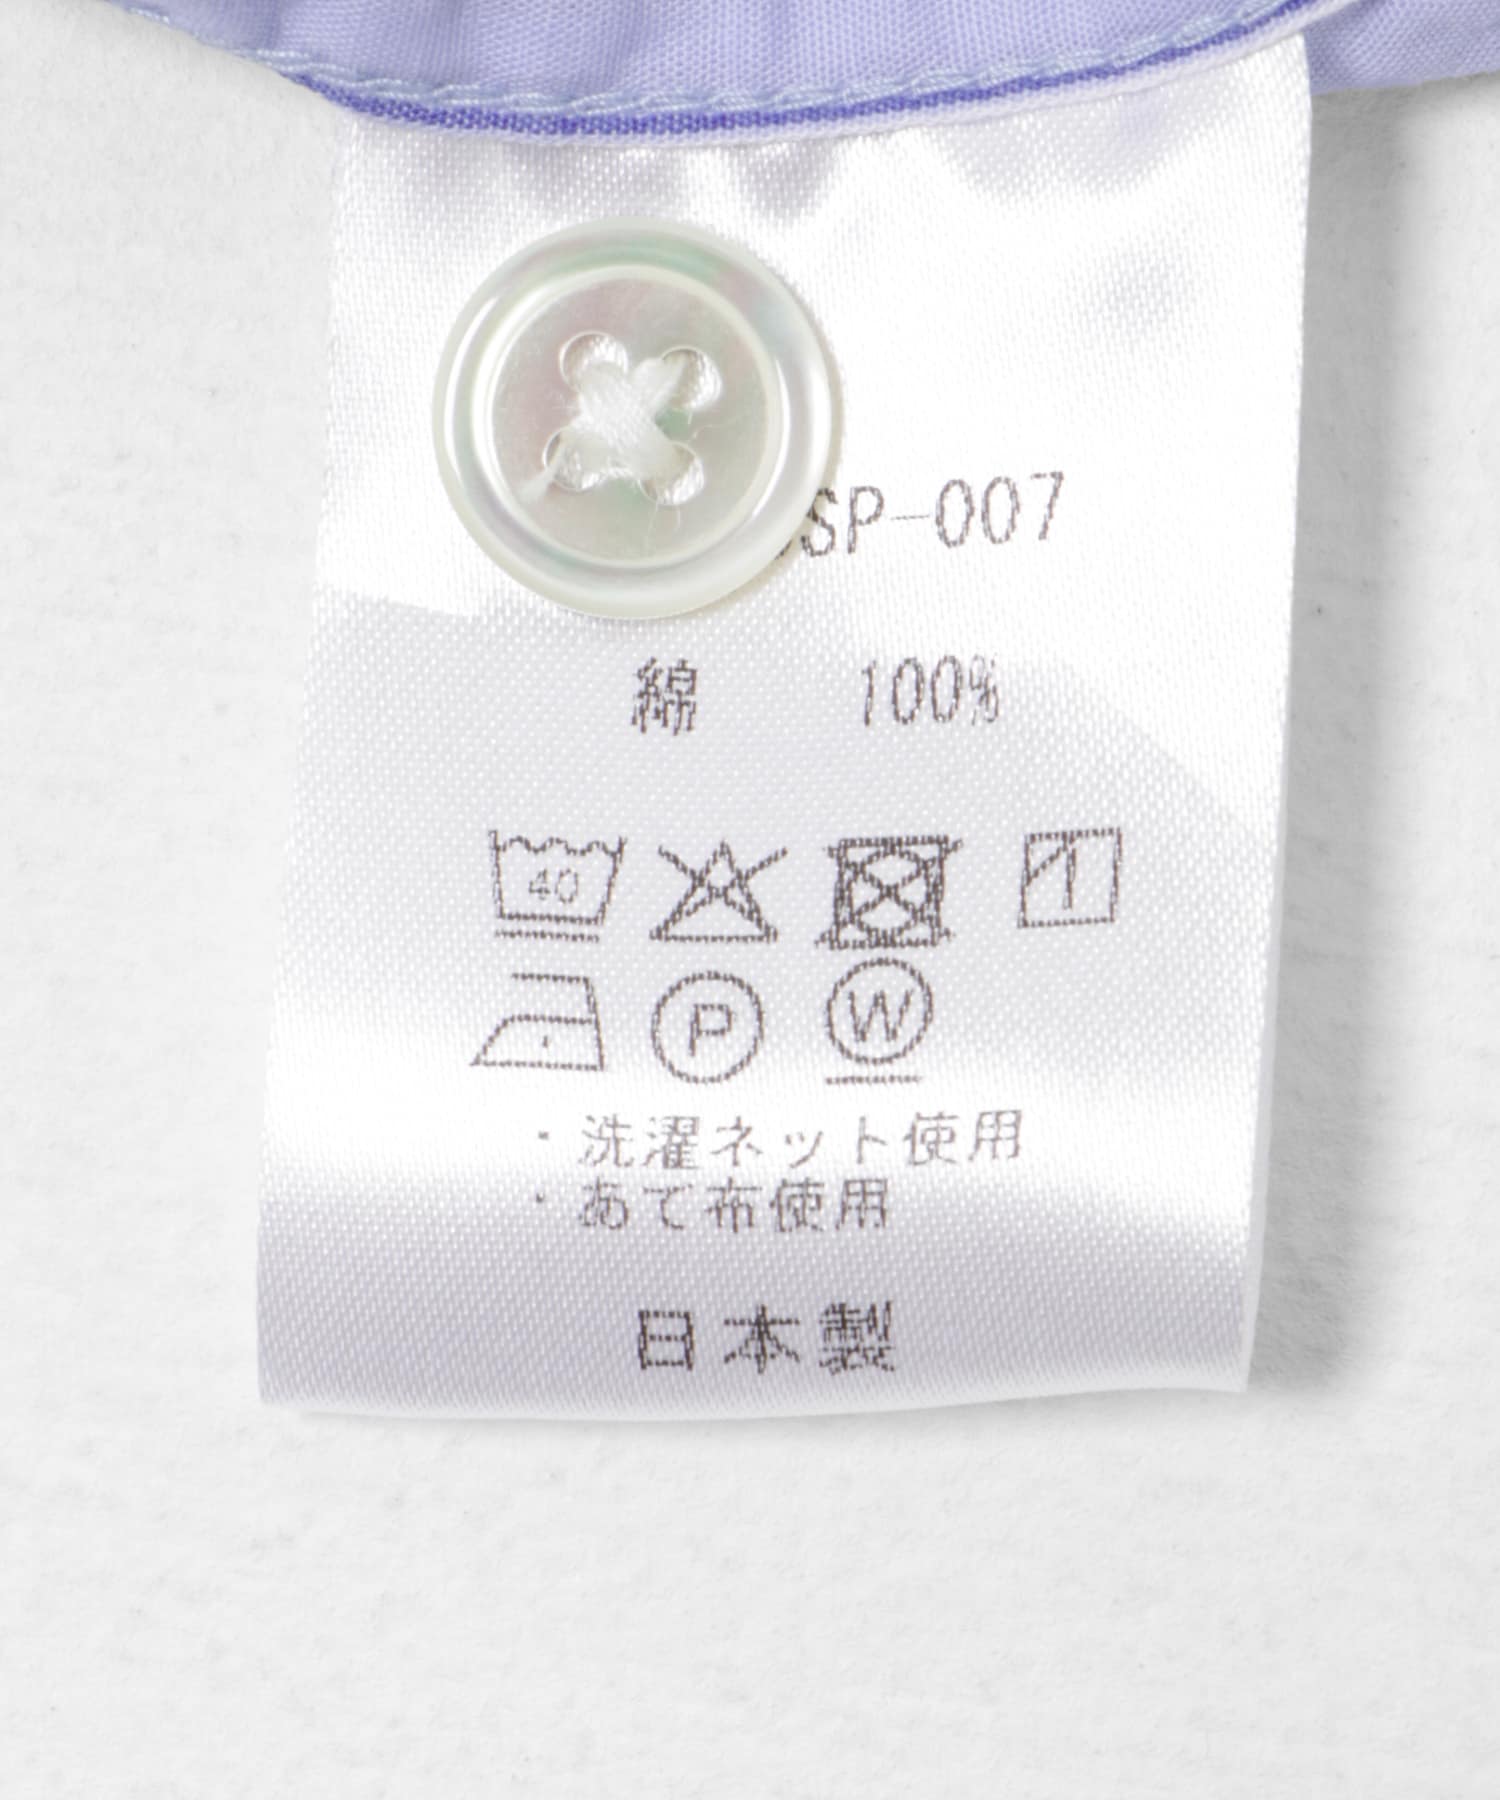 SP-007
綿 100%
40
P W
・洗濯ネット使用
・あて布使用
日本製